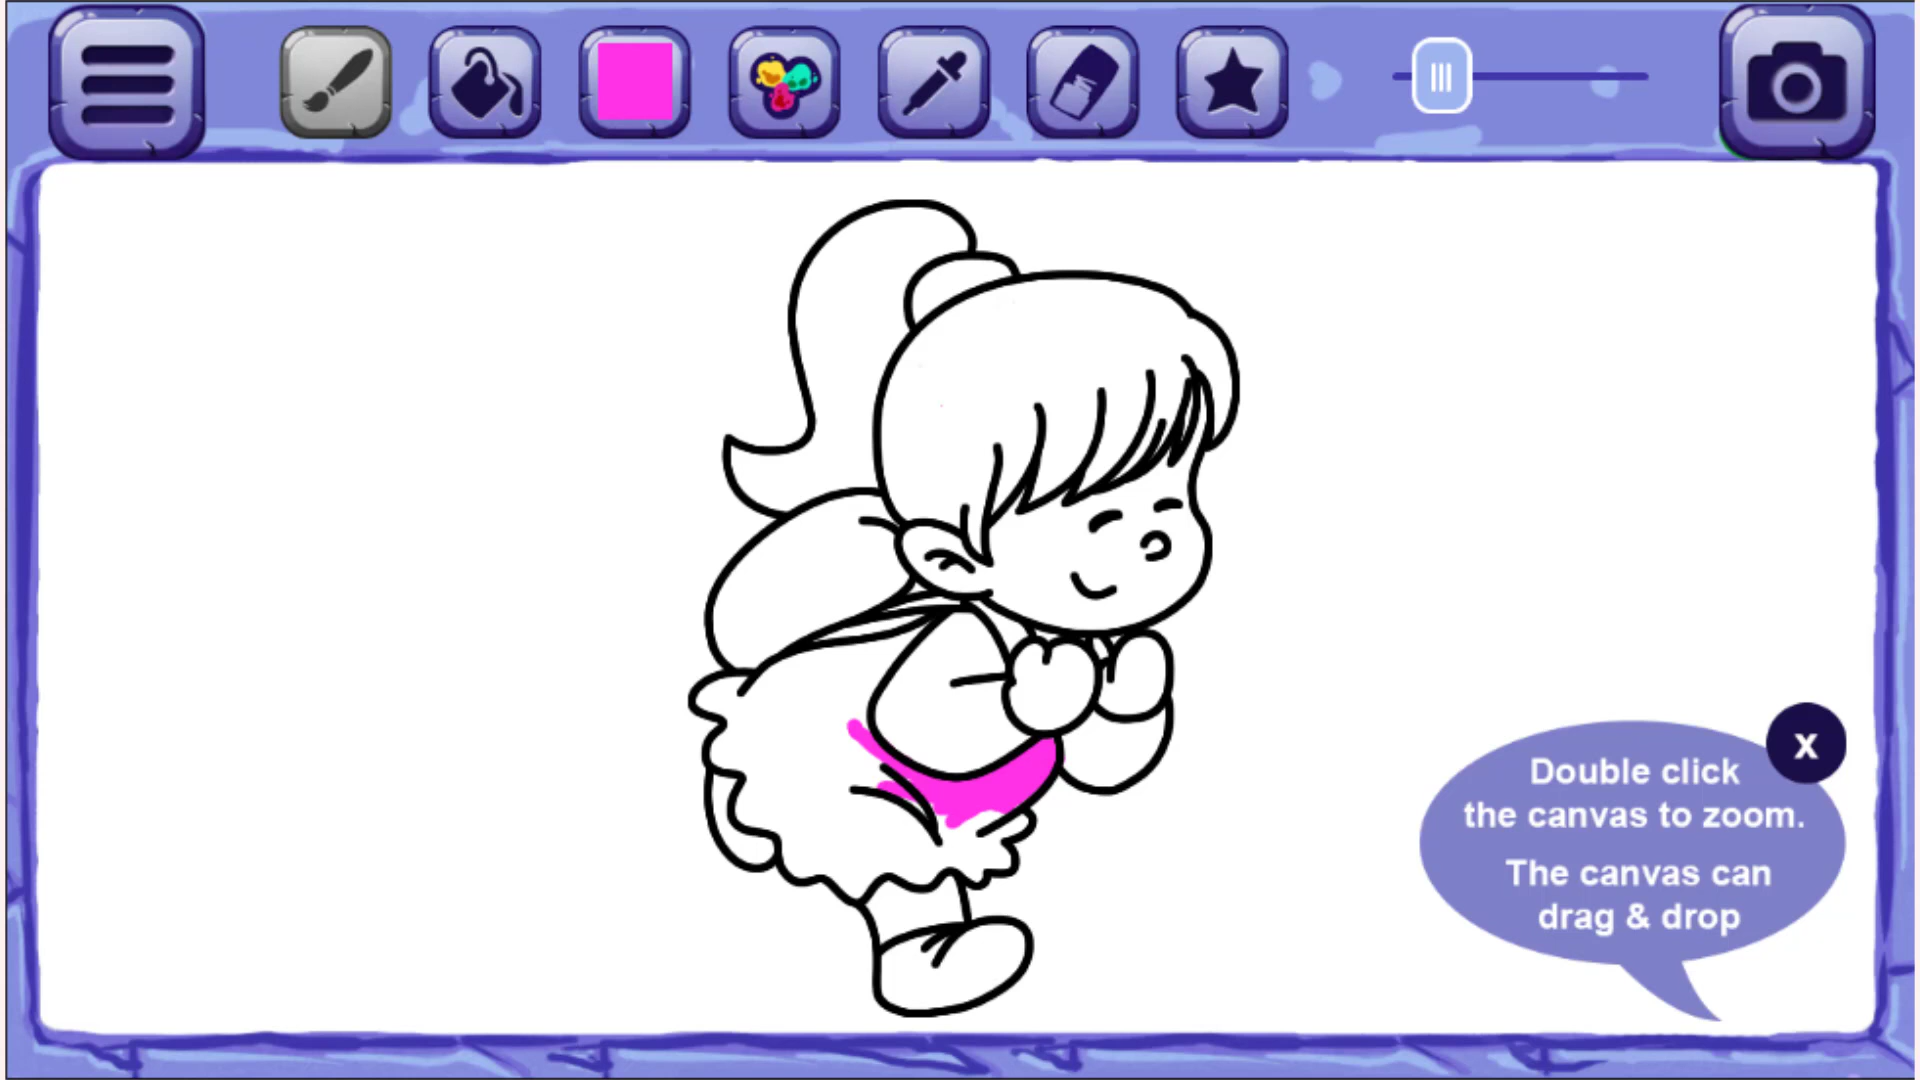 x
Double click
the canvas to zoom.
The canvas can
drag & drop